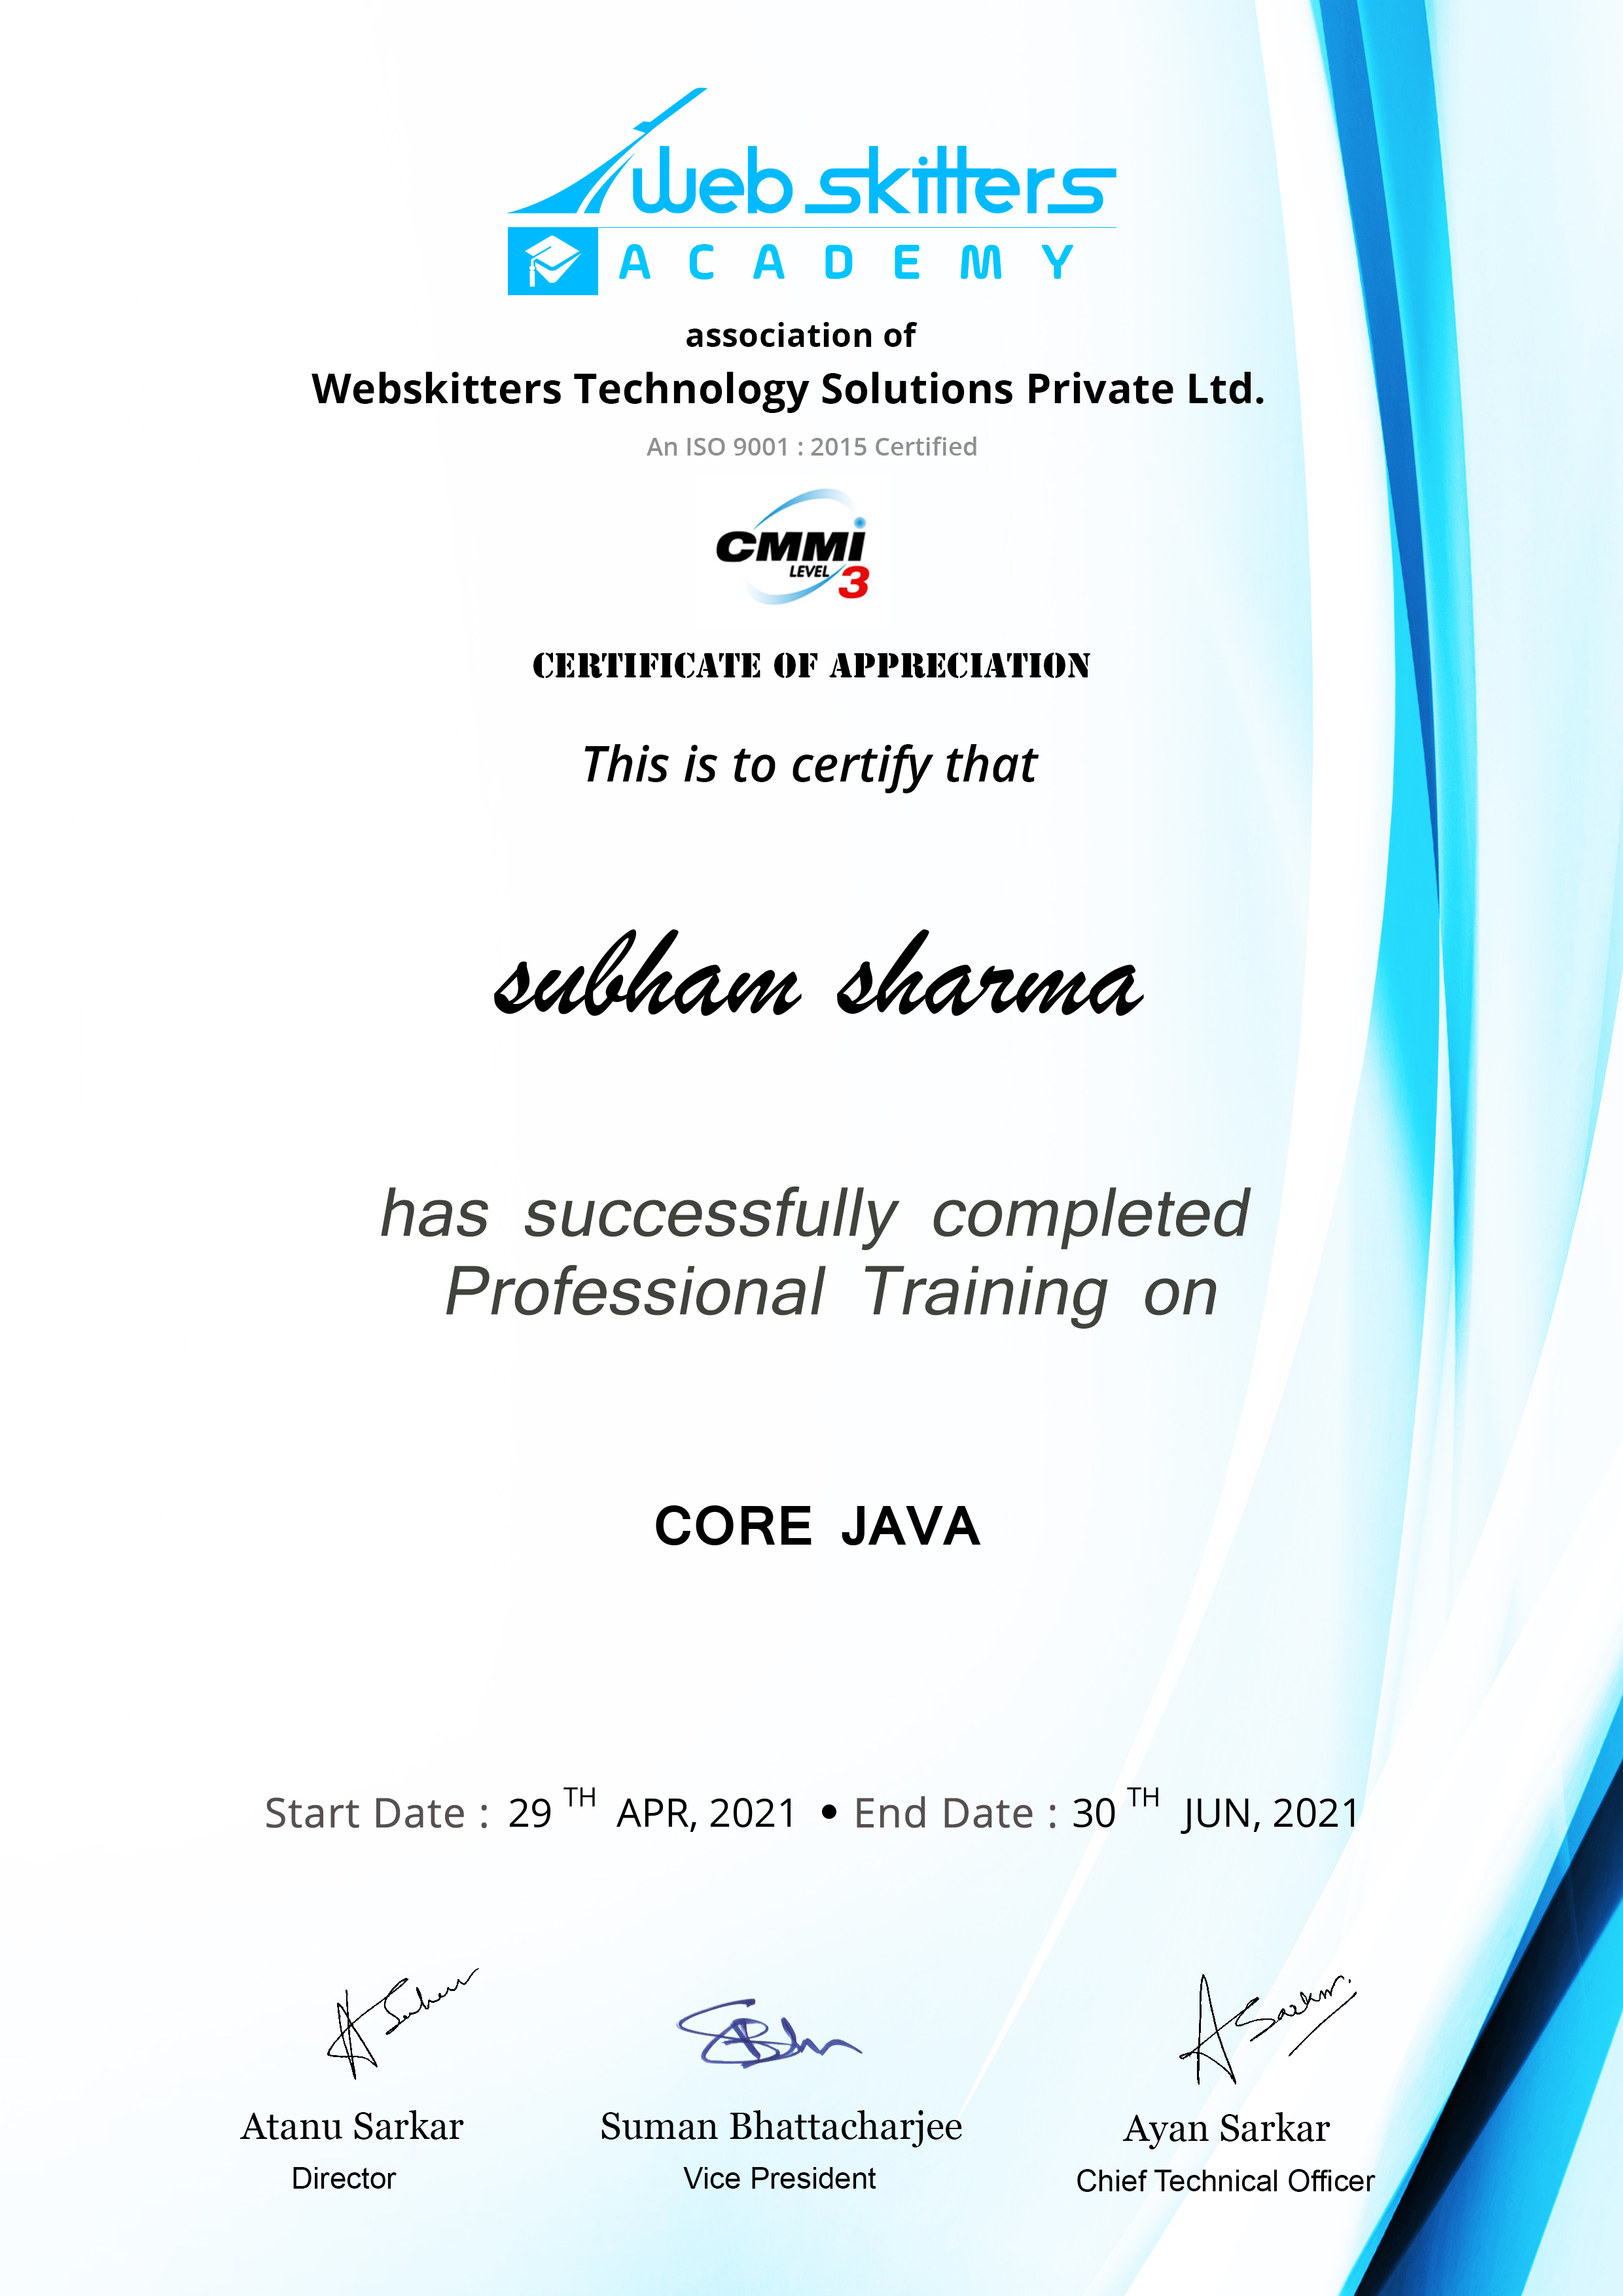 Web skitters
ACADEMY
association of
Webskitters Technology Solutions Private Ltd.
An ISO 9001 : 2015 Certified
CMMi
LEVEL 3
CERTIFICATE OF APPRECIATION
This is to certify that
subham sharma
has successfully completed
Professional Training on
CORE JAVA
Start Date : 29 TH APR, 2021 • End Date : 30 TH JUN, 2021
Atanu Sarkar Suman Bhattacharjee Ayan Sarkar
Director Vice President Chief Technical Officer